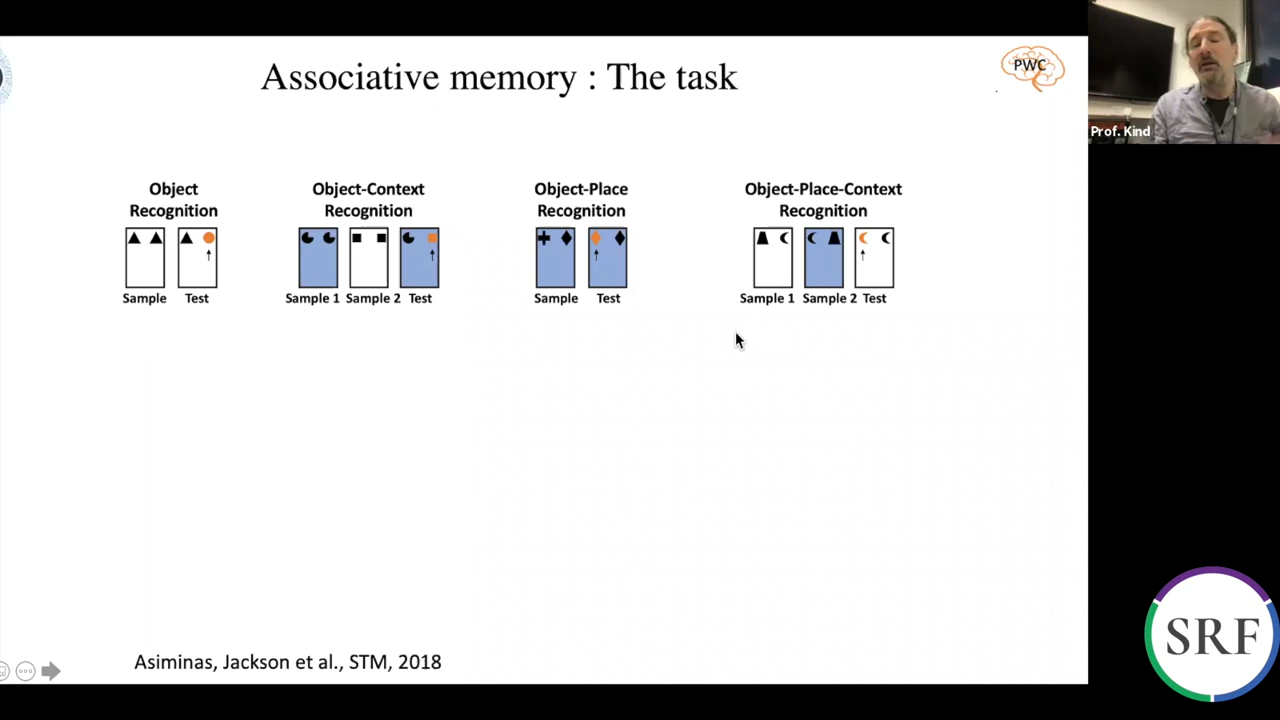 Associative memory : The task
PWC
Prof. Kind
Object
Recognition
Sample Test
Object-Context
Recognition
Sample 1 Sample 2 Test
Object-Place
Recognition
Sample Test
Object-Place-Context
Recognition
Sample 1 Sample 2 Test
Asiminas, Jackson et al., STM, 2018
SRF